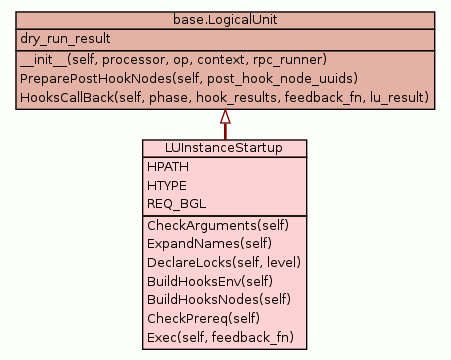 base.LogicalUnit
dry_run_result
__init__(self, processor, op, context, rpc_runner)
PreparePostHookNodes(self, post_hook_node_uuids)
HooksCallBack(self, phase, hook_results, feedback_fn, lu_result)
LUInstanceStartup
HPATH
HTYPE
REQ_BGL
CheckArguments(self)
ExpandNames(self)
DeclareLocks(self, level)
BuildHooksEnv(self)
BuildHooksNodes(self)
CheckPrereq(self)
Exec(self, feedback_fn)